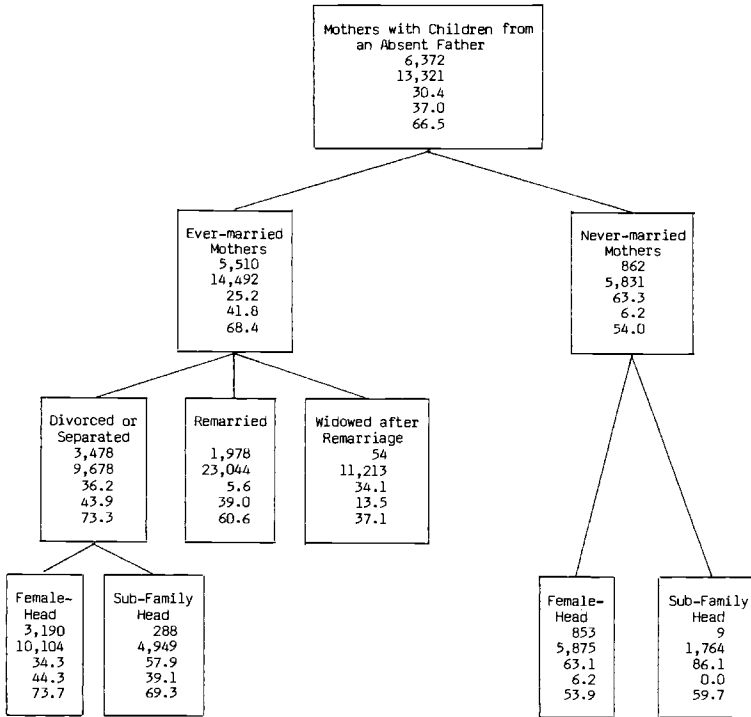 Mothers with Children from
an Absent Father
6,372
13,321
30.4
37.0
66.5
Ever-married
Mothers
5,510
14,492
25.2
41.8
68.4
Never-married
Mothers
862
5,831
63.3
6.2
54.0
Divorced or
Separated
3,478
9,678
36.2
43.9
73.3
Remarried
1,978
23,044
5.6
39.0
60.6
Widowed after
Remarriage
54
11,213
34.1
13.5
37.1
Female-
Head
3,190
10,104
34.3
44.3
73.7
Sub-Family
Head
288
4,949
57.9
39.1
69.3
Female-
Head
853
5,875
63.1
6.2
53.9
Sub-Family
Head
9
1,764
86.1
0.0
59.7